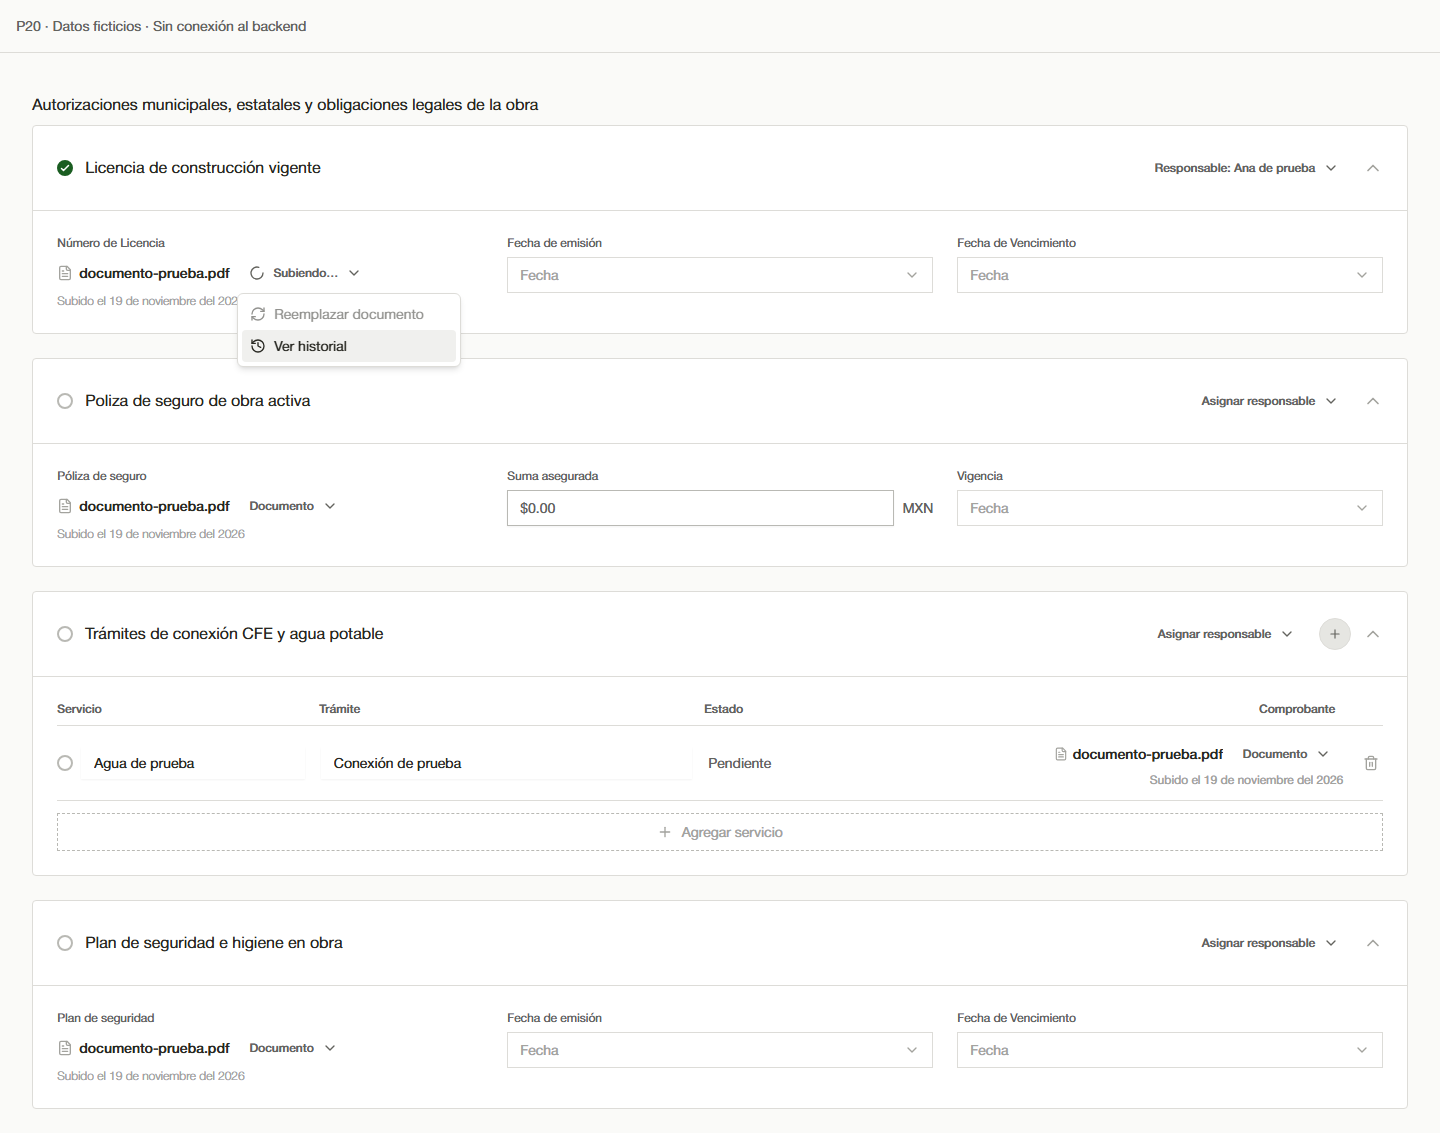 P20 · Datos ficticios · Sin conexión al backend
Autorizaciones municipales, estatales y obligaciones legales de la obra
Licencia de construcción vigente
Responsable: Ana de prueba
Número de Licencia
Fecha de emisión
Fecha de Vencimiento
documento-prueba.pdf
Subiendo...
Fecha
Fecha
Subido el 19 de noviembre del 202
Reemplazar documento
Ver historial
Poliza de seguro de obra activa
Asignar responsable
Póliza de seguro
Suma asegurada
Vigencia
documento-prueba.pdf
Documento
$0.00
MXN
Fecha
Subido el 19 de noviembre del 2026
Trámites de conexión CFE y agua potable
Asignar responsable
Servicio
Trámite
Estado
Comprobante
Agua de prueba
Conexión de prueba
Pendiente
documento-prueba.pdf
Documento
Subido el 19 de noviembre del 2026
Agregar servicio
Plan de seguridad e higiene en obra
Asignar responsable
Plan de seguridad
Fecha de emisión
Fecha de Vencimiento
documento-prueba.pdf
Documento
Fecha
Fecha
Subido el 19 de noviembre del 2026